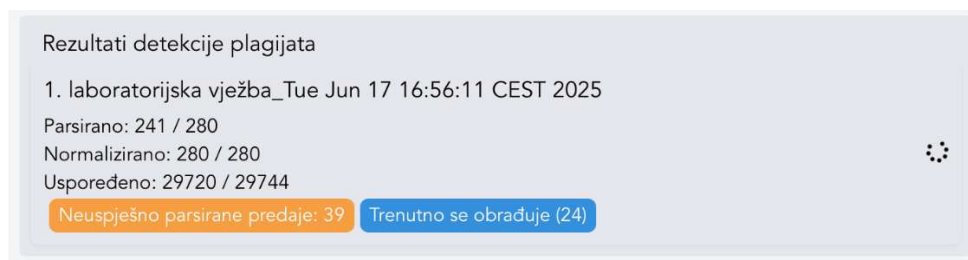 Rezultati detekcije plagijata
1. laboratorijska vježba_Tue Jun 17 16:56:11 CEST 2025
Parsirano: 241 / 280
Normalizirano: 280 / 280
Uspoređeno: 29720 / 29744
Neuspješno parsirane predaje: 39 Trenutno se obrađuje (24)